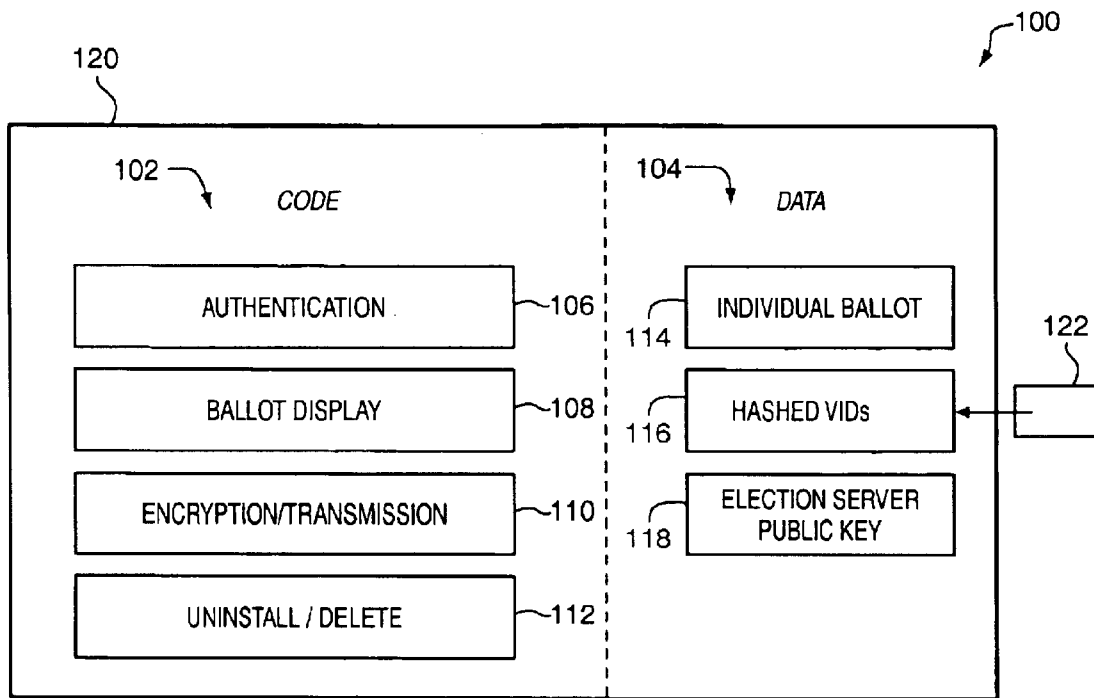 100
120
102
CODE
104
DATA
AUTHENTICATION
106
INDIVIDUAL BALLOT
114
122
BALLOT DISPLAY
108
HASHED VIDs
116
ENCRYPTION/TRANSMISSION
110
ELECTION SERVER
PUBLIC KEY
118
UNINSTALL / DELETE
112